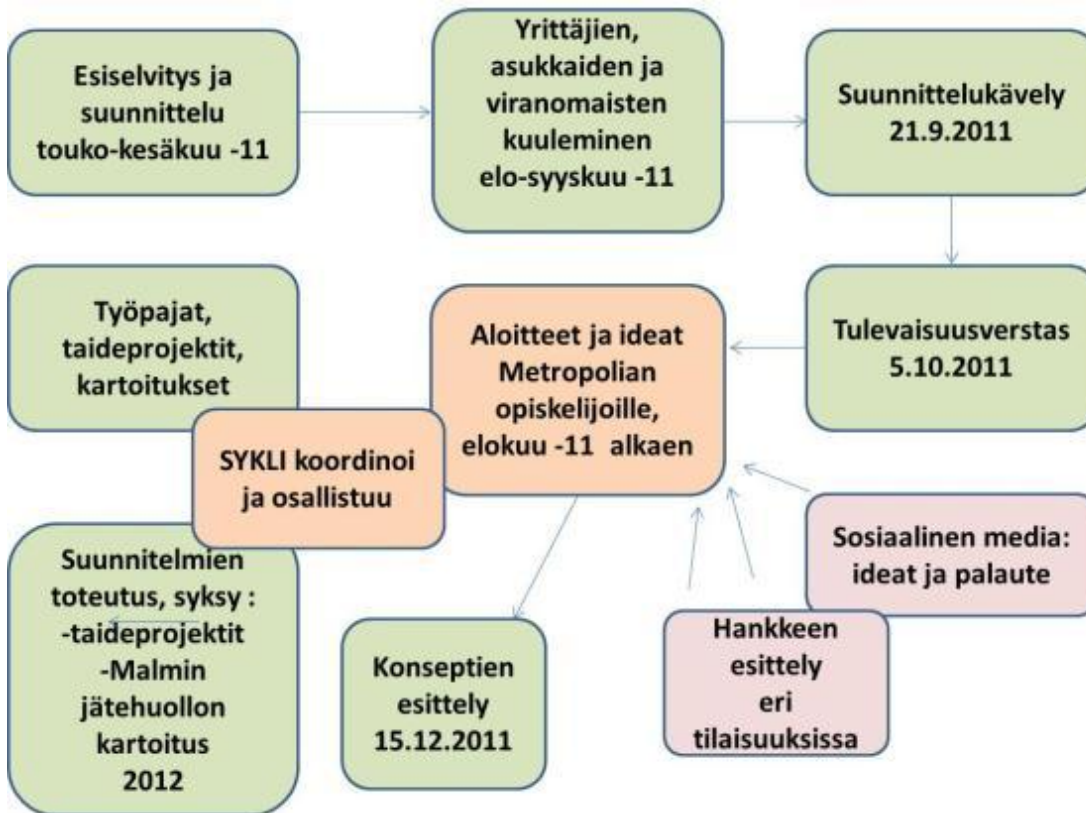 Esiselvitys ja
suunnittelu
touko-kesäkuu -11
Yrittäjien,
asukkaiden ja
viranomaisten
kuuleminen
elo-syyskuu -11
Suunnittelukävely
21.9.2011
Tulevaisuusverstas
5.10.2011
Aloitteet ja ideat
Metropolian
opiskelijoille,
elokuu -11 alkaen
Työpajat,
taideprojektit,
kartoitukset
SYKLI koordinoi
ja osallistuu
Sosiaalinen media:
ideat ja palaute
Hankkeen
esittely
eri
tilaisuuksissa
Konseptien
esittely
15.12.2011
Suunnitelmien
toteutus, syksy :
-taideprojektit
-Malmin
jätehuollon
kartoitus
2012